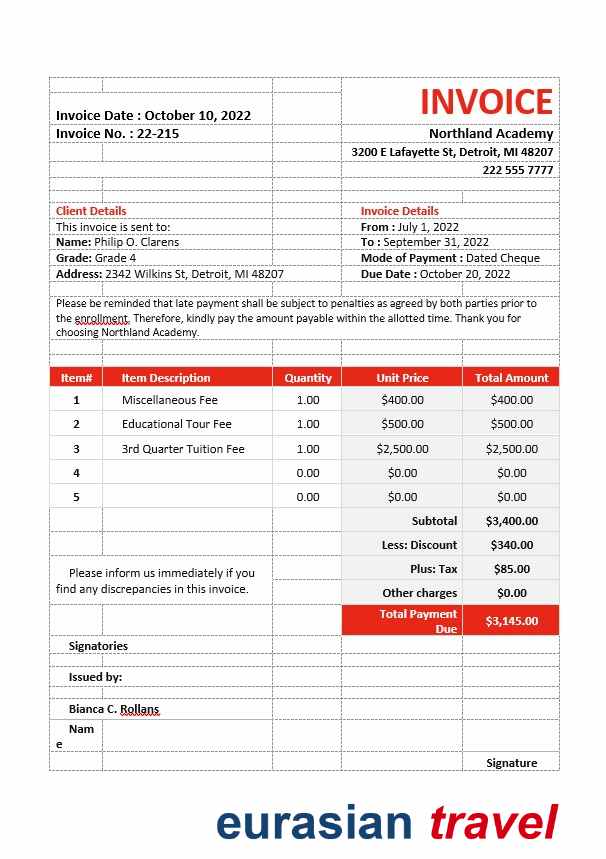 INVOICE
Invoice Date : October 10, 2022
Invoice No. : 22-215
Northland Academy
3200 E Lafayette St, Detroit, MI 48207
222 555 7777
Client Details
This invoice is sent to:
Name: Philip O. Clarens
Grade: Grade 4
Address: 2342 Wilkins St, Detroit, MI 48207
Invoice Details
From : July 1, 2022
To : September 31, 2022
Mode of Payment : Dated Cheque
Due Date : October 20, 2022
Please be reminded that late payment shall be subject to penalties as agreed by both parties prior to
the enrollment. Therefore, kindly pay the amount payable within the allotted time. Thank you for
choosing Northland Academy.
Item# Item Description Quantity Unit Price Total Amount
1 Miscellaneous Fee 1.00 $400.00 $400.00
2 Educational Tour Fee 1.00 $500.00 $500.00
3 3rd Quarter Tuition Fee 1.00 $2,500.00 $2,500.00
4 0.00 $0.00 $0.00
5 0.00 $0.00 $0.00
Subtotal $3,400.00
Less: Discount $340.00
Plus: Tax $85.00
Other charges $0.00
Please inform us immediately if you
find any discrepancies in this invoice.
Total Payment
Due $3,145.00
Signatories
Issued by:
Bianca C. Rollans
Nam
e
Signature
eurasian travel